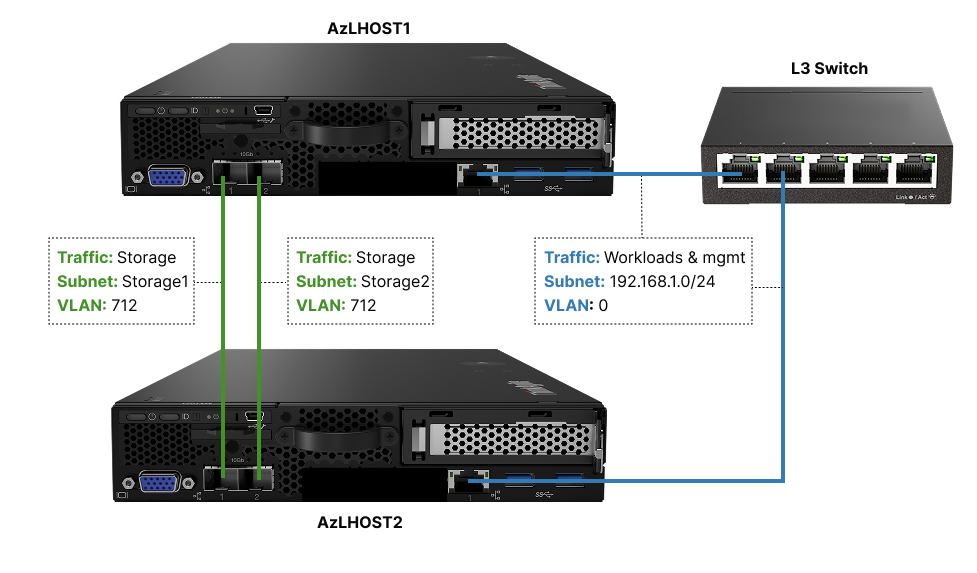 AzLHOST1
L3 Switch
ID
10Gb
1
2
1
SS
Link / Act
Traffic: Storage
Subnet: Storage1
VLAN: 712
Traffic: Storage
Subnet: Storage2
VLAN: 712
Traffic: Workloads & mgmt
Subnet: 192.168.1.0/24
VLAN: 0
ID
10Gb
1
2
1
SS
AzLHOST2